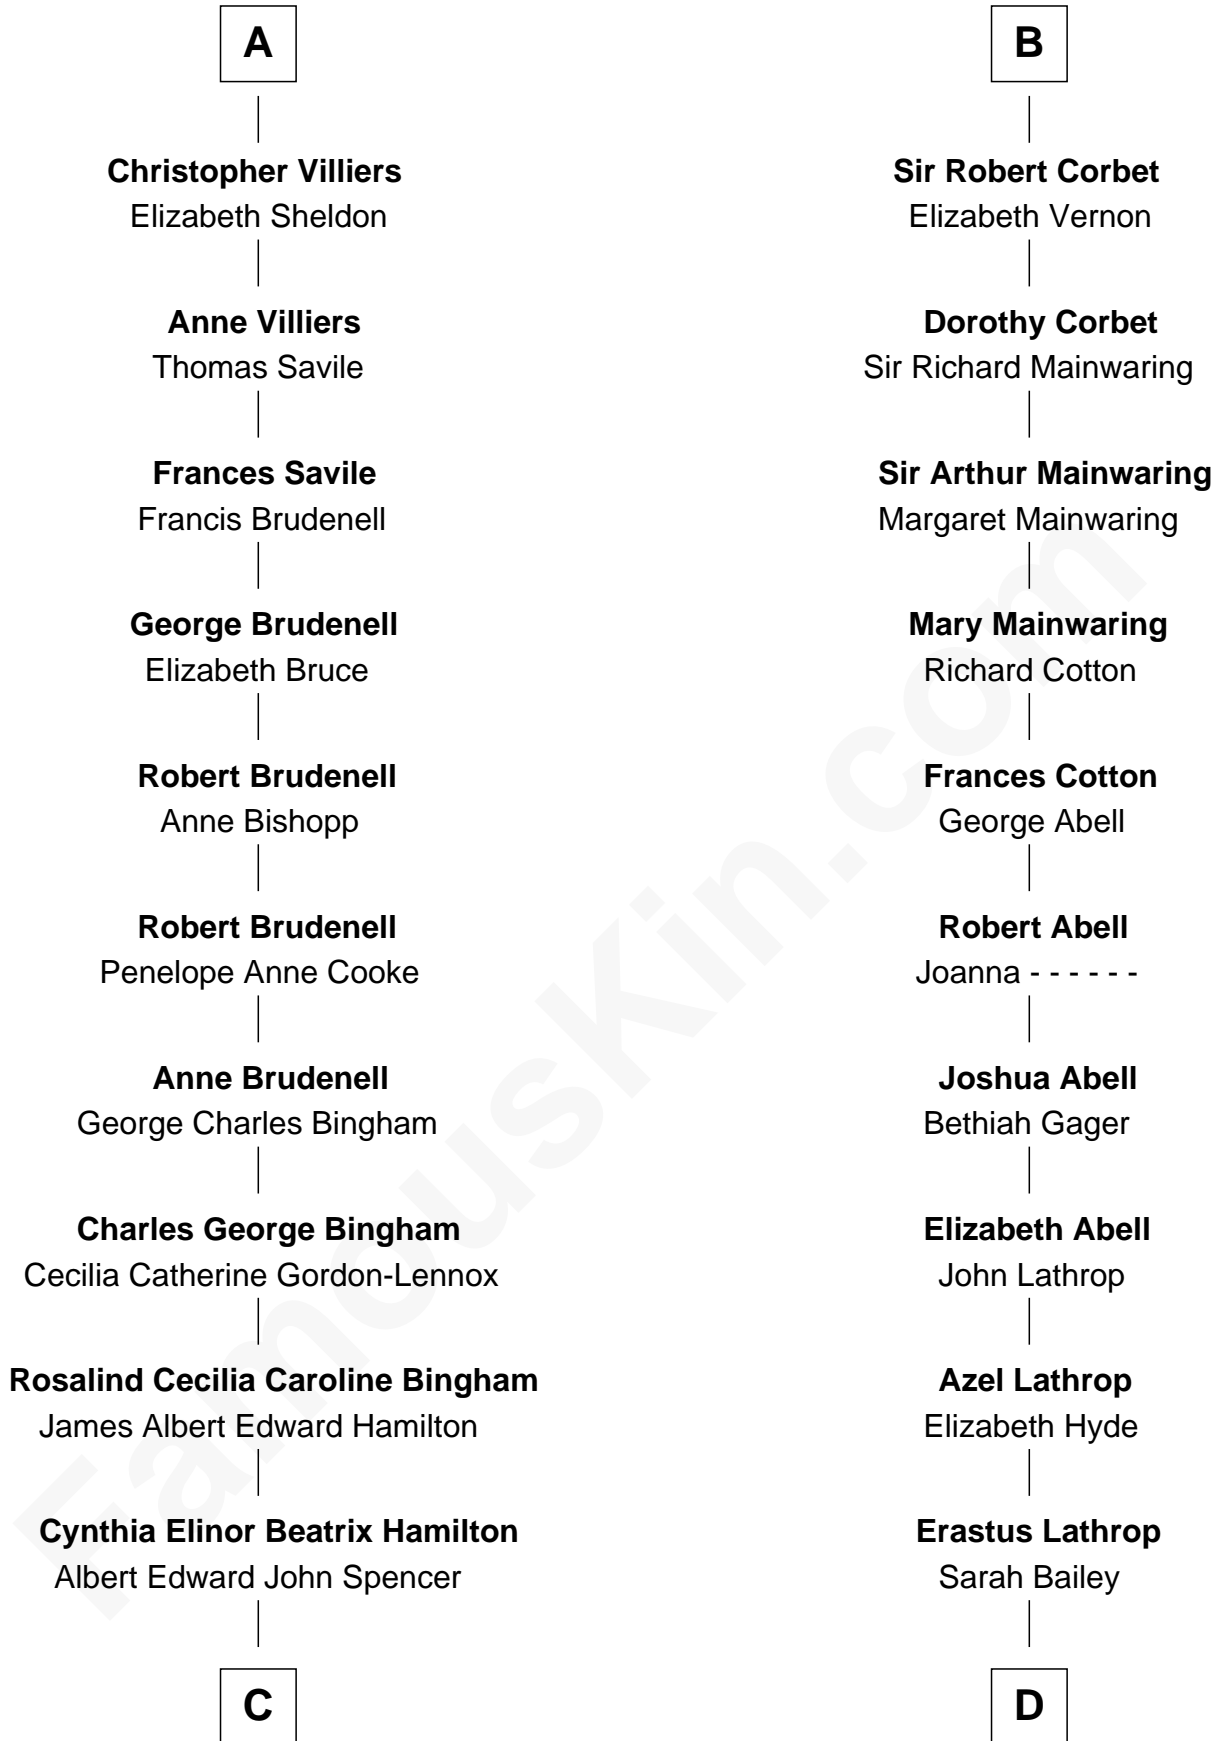 A
Christopher Villiers
Elizabeth Sheldon
Anne Villiers
Thomas Savile
Frances Savile
Francis Brudenell
George Brudenell
Elizabeth Bruce
Robert Brudenell
Anne Bishopp
Robert Brudenell
Penelope Anne Cooke
Anne Brudenell
George Charles Bingham
Charles George Bingham
Cecilia Catherine Gordon-Lennox
Rosalind Cecilia Caroline Bingham
James Albert Edward Hamilton
Cynthia Elinor Beatrix Hamilton
Albert Edward John Spencer
C
B
Sir Robert Corbet
Elizabeth Vernon
Dorothy Corbet
Sir Richard Mainwaring
Sir Arthur Mainwaring
Margaret Mainwaring
Mary Mainwaring
Richard Cotton
Frances Cotton
George Abell
Robert Abell
Joanna - - - - - -
Joshua Abell
Bethiah Gager
Elizabeth Abell
John Lathrop
Azel Lathrop
Elizabeth Hyde
Erastus Lathrop
Sarah Bailey
D
FamousKin.com